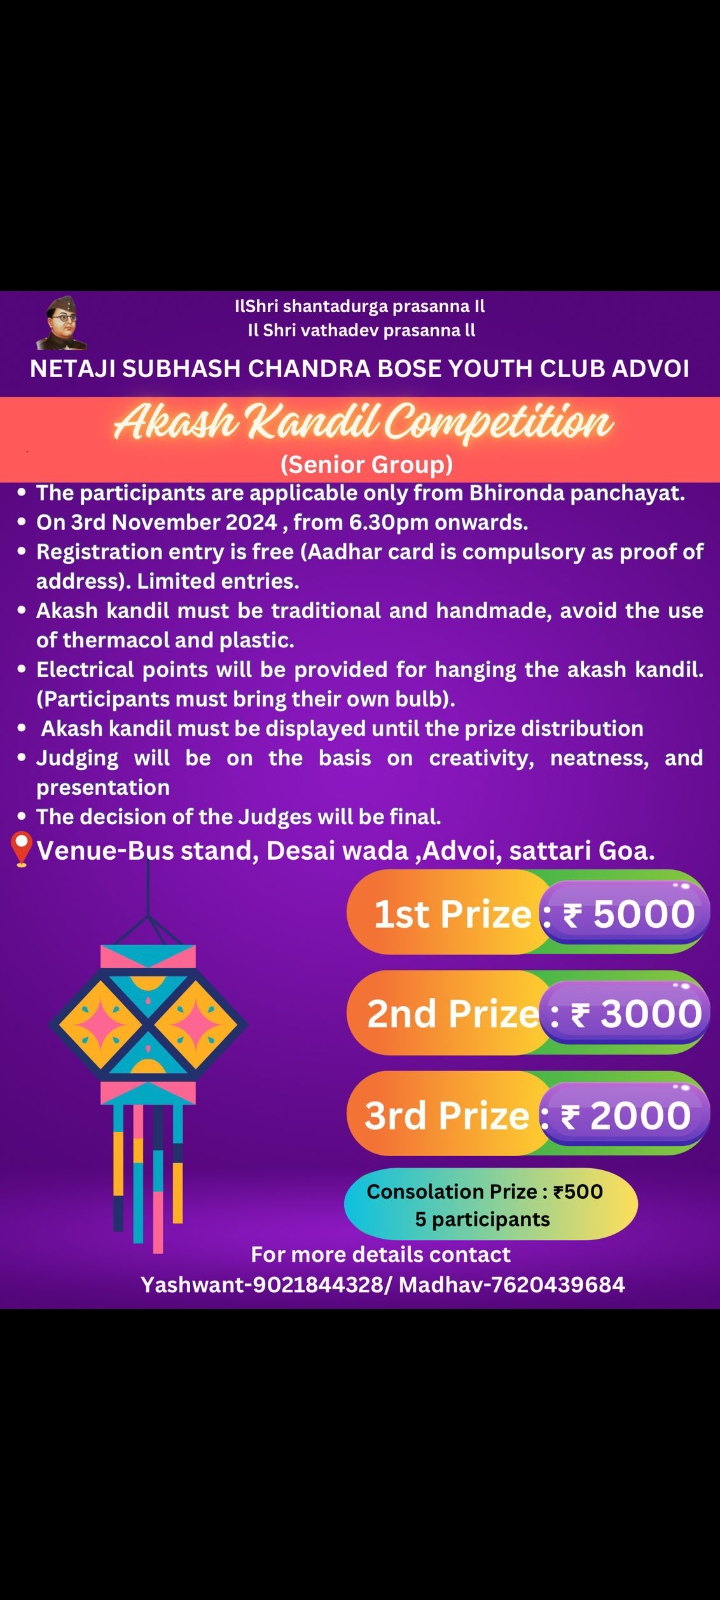 IlShri shantadurga prasanna Il
Il Shri vathadev prasanna ll
NETAJI SUBHASH CHANDRA BOSE YOUTH CLUB ADVOI
Akash Kandil Competition
(Senior Group)
• The participants are applicable only from Bhironda panchayat.
• On 3rd November 2024 , from 6.30pm onwards.
• Registration entry is free (Aadhar card is compulsory as proof of
address). Limited entries.
• Akash kandil must be traditional and handmade, avoid the use
of thermacol and plastic.
• Electrical points will be provided for hanging the akash kandil.
(Participants must bring their own bulb).
• Akash kandil must be displayed until the prize distribution
• Judging will be on the basis on creativity, neatness, and
presentation
• The decision of the Judges will be final.
Venue-Bus stand, Desai wada ,Advoi, sattari Goa.
1st Prize : ₹ 5000
2nd Prize : ₹ 3000
3rd Prize : ₹ 2000
Consolation Prize : ₹500
5 participants
For more details contact
Yashwant-9021844328/ Madhav-7620439684